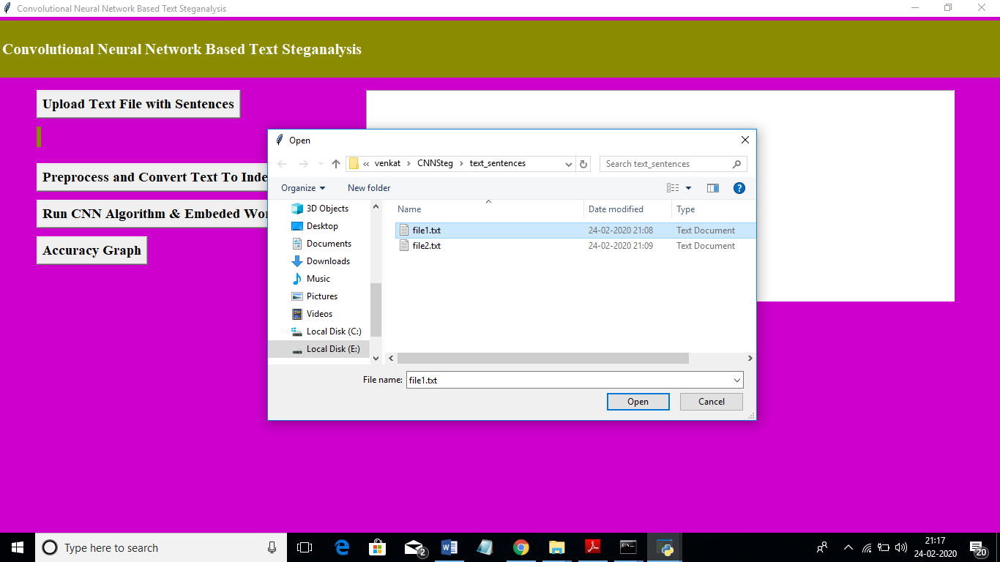 Convolutional Neural Network Based Text Steganalysis
Convolutional Neural Network Based Text Steganalysis
Upload Text File with Sentences
Preprocess and Convert Text To
Run CNN Algorithm & Embeded
Accuracy Graph
Open
« venkat › CNNSteg › text_sentences
Search text_sentences
Organize
New folder
Name Date modified Type
3D Objects
Desktop
Documents
Downloads
Music
Pictures
Videos
Local Disk (C:)
Local Disk (E:)
file1.txt 24-02-2020 21:08 Text Document
file2.txt 24-02-2020 21:09 Text Document
File name: file1.txt
Open Cancel
Type here to search
2
21:17
24-02-2020
20